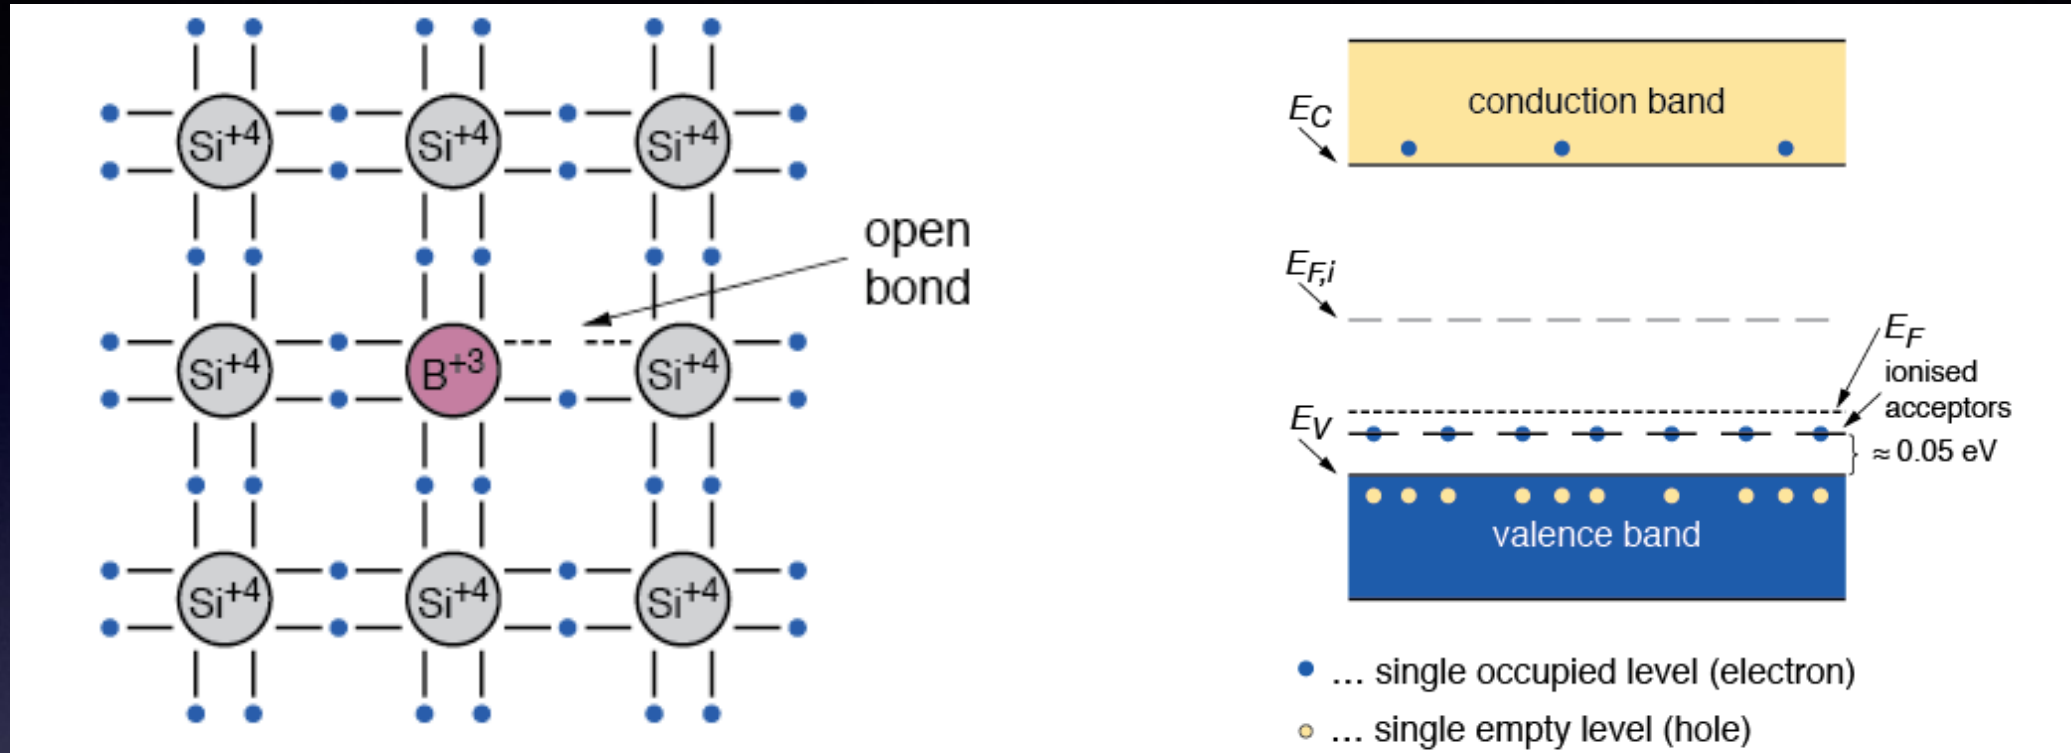 Si+4 Si+4 Si+4
open
bond
Si+4 B+3 Si+4
Si+4 Si+4 Si+4
conduction band
EC
EF,i
EF
ionised
acceptors
EV
≈ 0.05 eV
valence band
... single occupied level (electron)
... single empty level (hole)